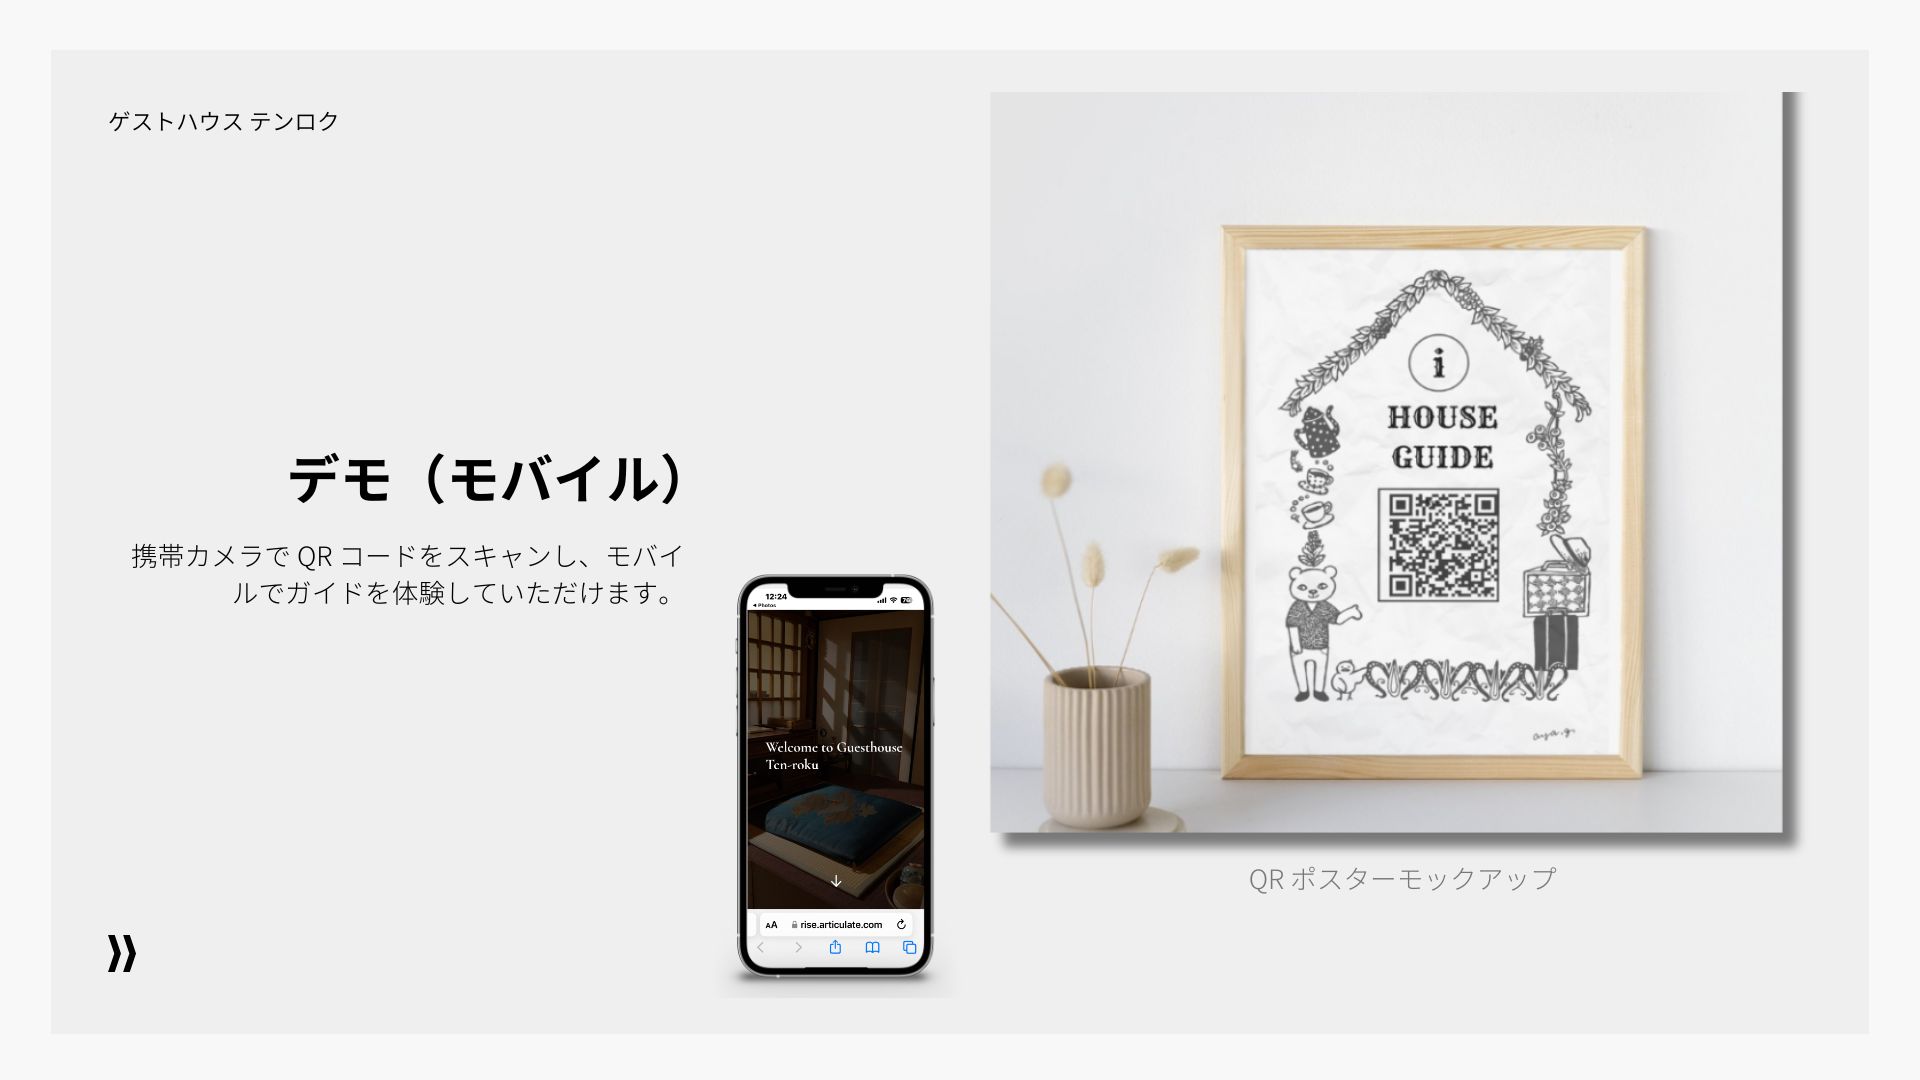 ゲストハウス テンロク
デモ（モバイル）
携帯カメラで QR コードをスキャンし、モバイ
ルでガイドを体験していただけます。
12:24
Photos
Welcome to Guesthouse
Ten-roku
AA
rise.articulate.com
i
HOUSE
GUIDE
aya.g.
QR ポスターモックアップ